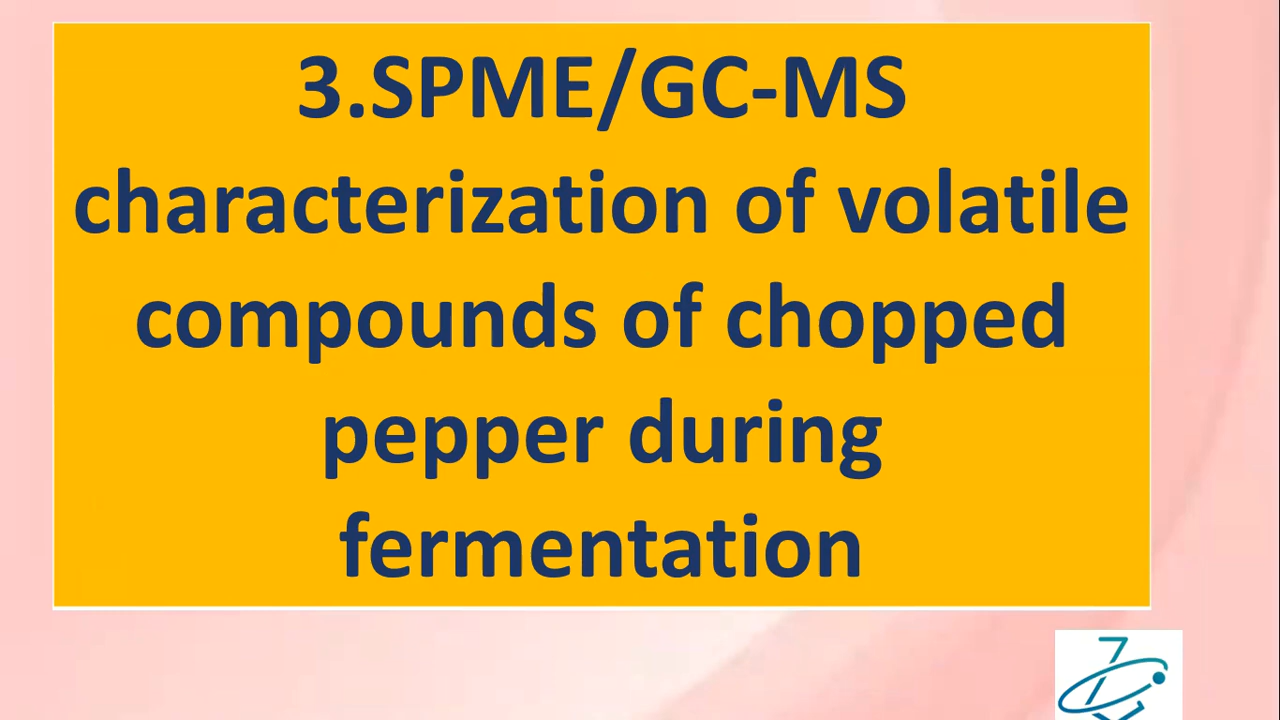 3.SPME/GC-MS
characterization of volatile
compounds of chopped
pepper during
fermentation